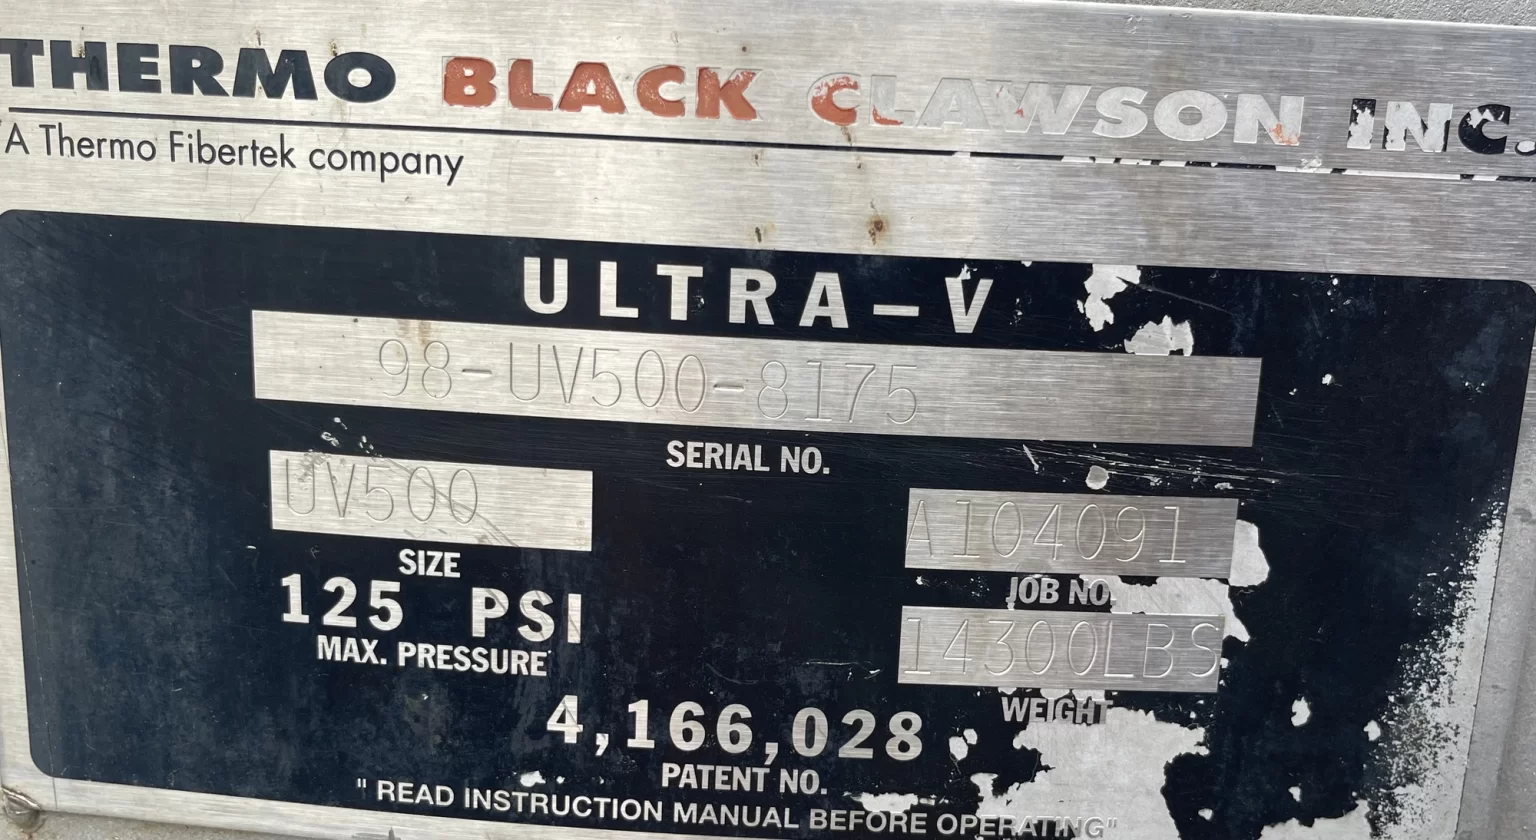 THERMO BLACK CLAWSON INC.
A Thermo Fibertek company
ULTRA-V
98-UV500-8175
SERIAL NO.
UV500
SIZE
A104091
JOB NO.
125 PSI
MAX. PRESSURE
14300LBS
WEIGHT
4,166,028
PATENT NO.
" READ INSTRUCTION MANUAL BEFORE OPERATING"